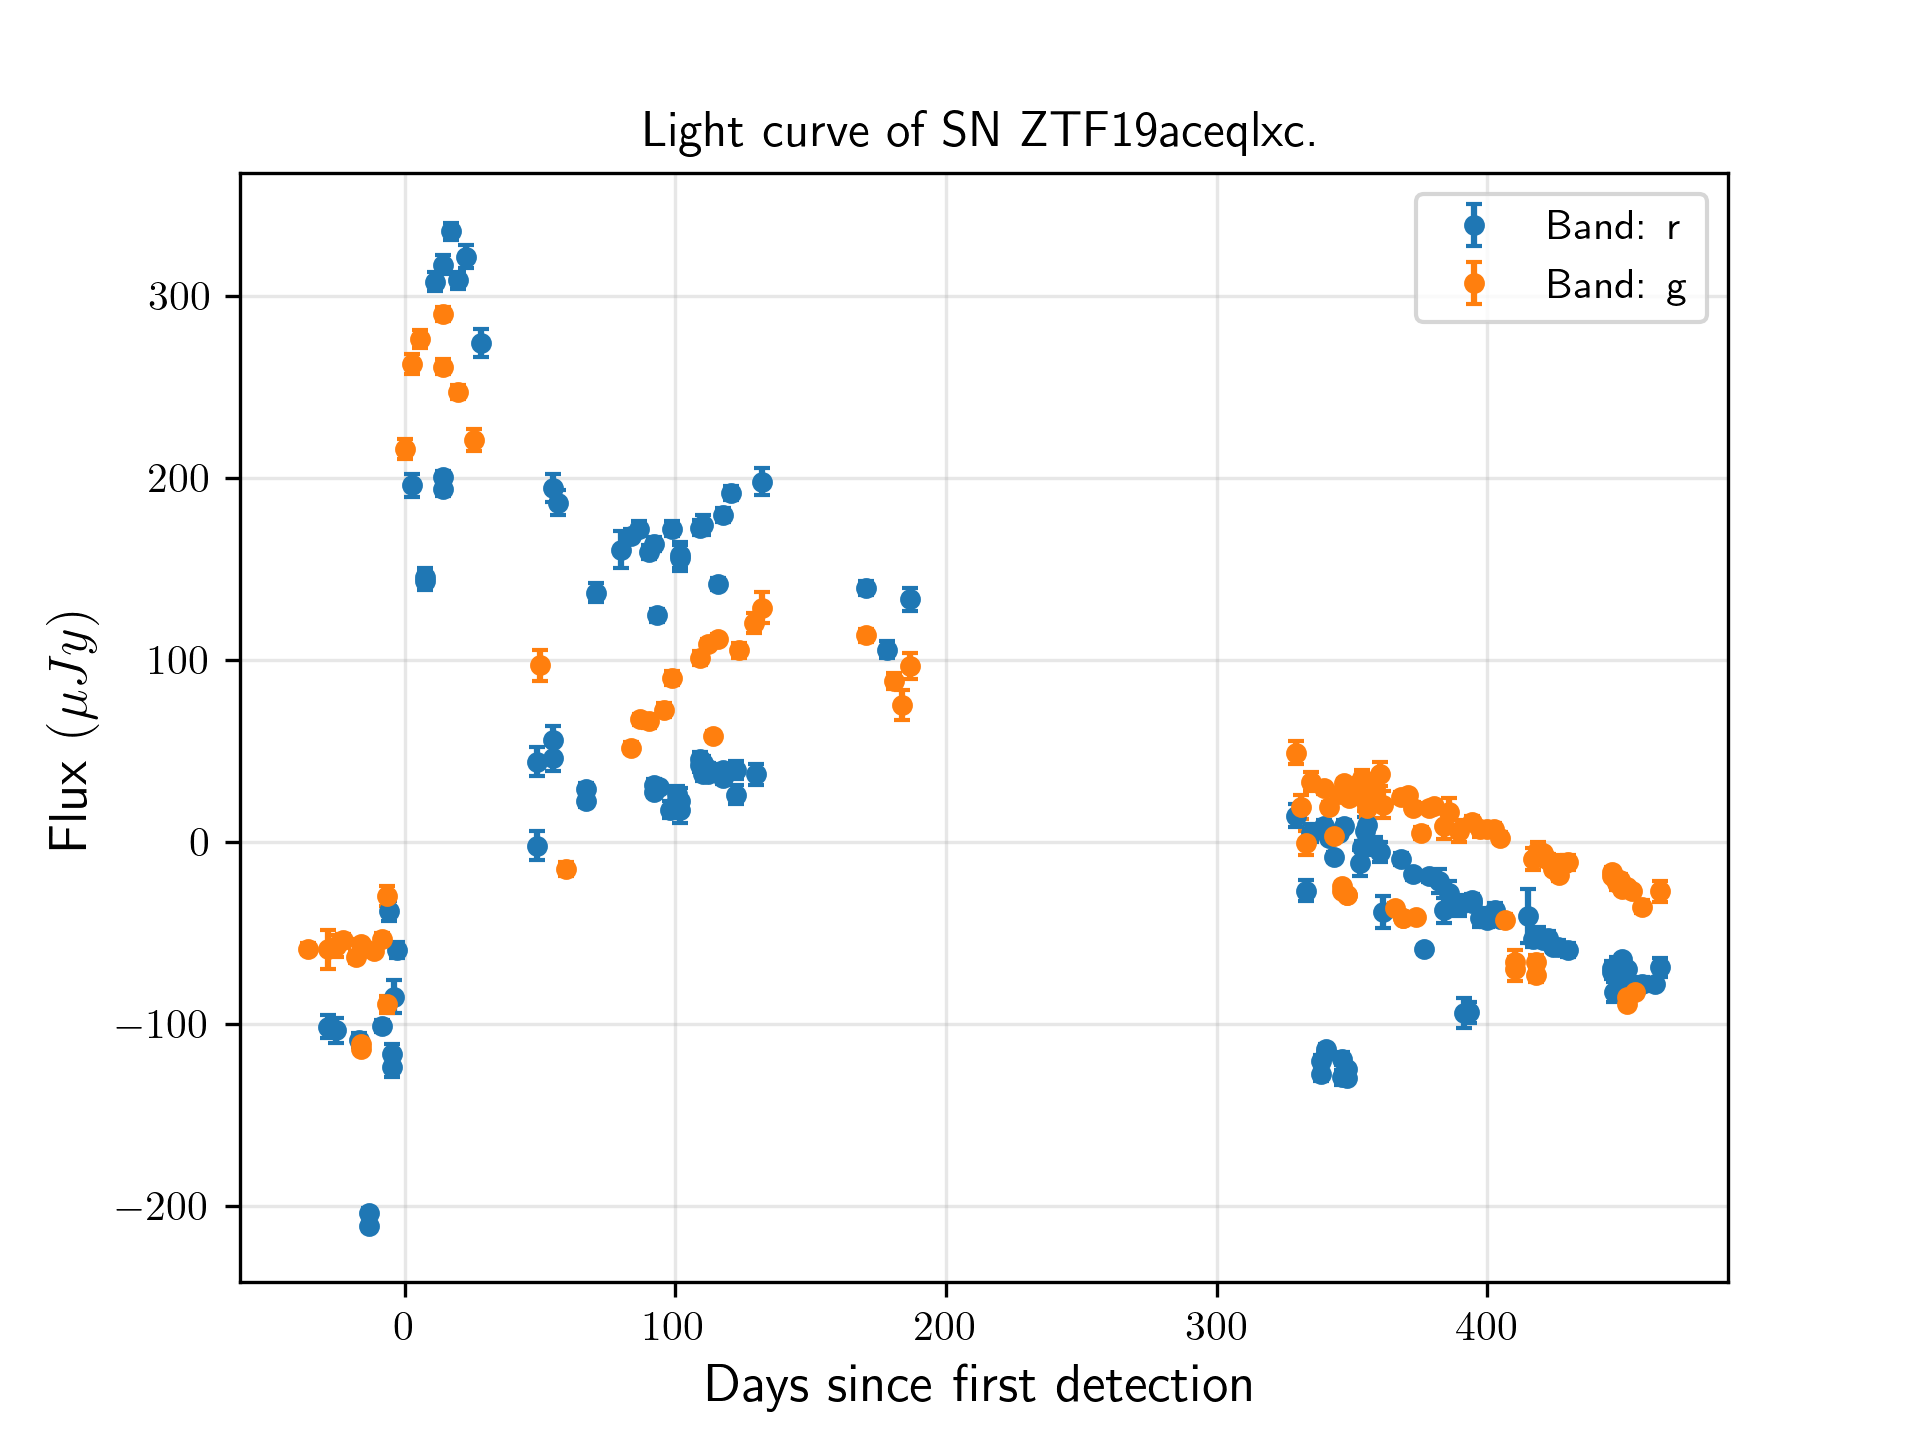 Light curve of SN ZTF19aceqlxc.
Band: r
Band: g
Flux (μJy)
300
200
100
0
−100
−200
0
100
200
300
400
Days since first detection